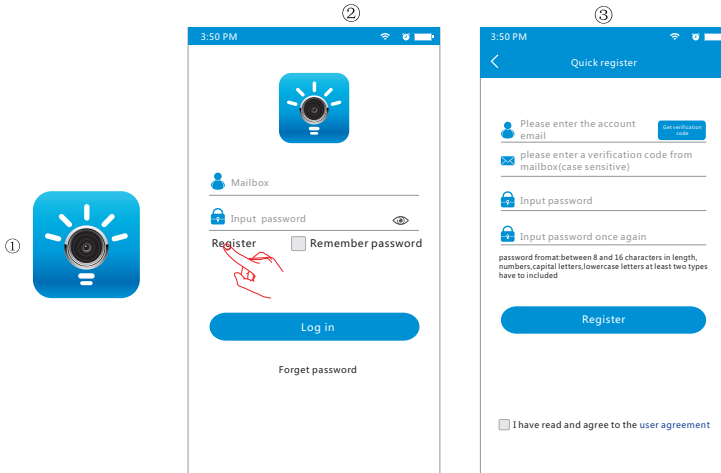 ①
②
3:50 PM
Mailbox
Input password
Register
Remember password
Log in
Forget password
③
3:50 PM
Quick register
Please enter the account
email
Get verification
code
please enter a verification code from
mailbox(case sensitive)
Input password
Input password once again
password fromat:between 8 and 16 characters in length,
numbers,capital letters,lowercase letters at least two types
have to included
Register
I have read and agree to the user agreement